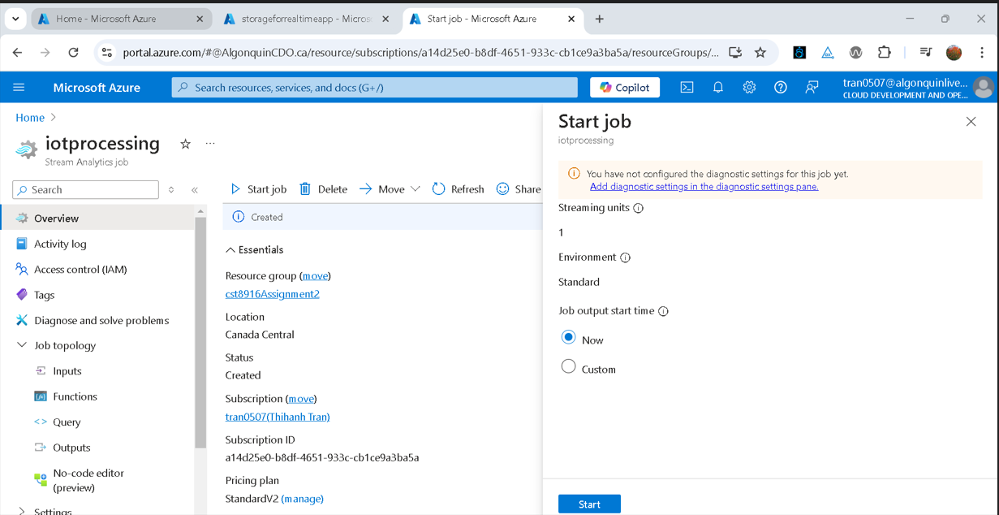 Home - Microsoft Azure
storageforrealtimeapp - Micros
Start job - Microsoft Azure
portal.azure.com/#@AlgonquinCDO.ca/resource/subscriptions/a14d25e0-b8df-4651-933c-cb1ce9a3ba5a/resourceGroups/...
Microsoft Azure
Search resources, services, and docs (G+/)
Copilot
tran0507@algonquinlive...
CLOUD DEVELOPMENT AND OPE...
Home
iotprocessing
Stream Analytics job
Search
Overview
Activity log
Access control (IAM)
Tags
Diagnose and solve problems
Job topology
Inputs
Functions
Query
Outputs
No-code editor
(preview)
Settings
Start job
Delete
Move
Refresh
Share
Created
Essentials
Resource group (move)
cst8916Assignment2
Location
Canada Central
Status
Created
Subscription (move)
tran0507(Thihanh Tran)
Subscription ID
a14d25e0-b8df-4651-933c-cb1ce9a3ba5a
Pricing plan
StandardV2 (manage)
Start job
iotprocessing
You have not configured the diagnostic settings for this job yet.
Add diagnostic settings in the diagnostic settings pane.
Streaming units
1
Environment
Standard
Job output start time
Now
Custom
Start